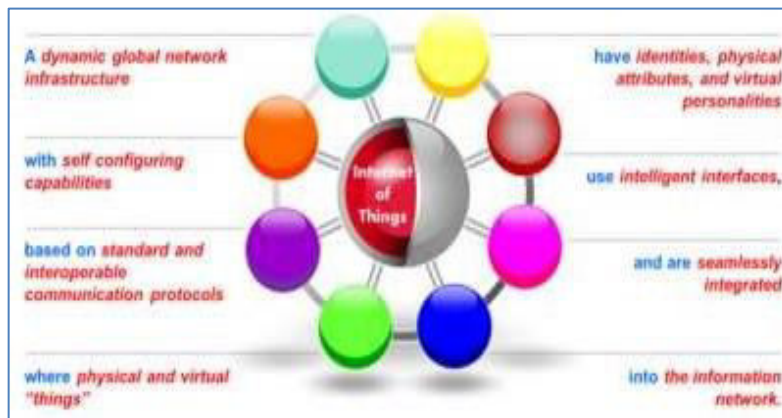 A dynamic global network
infrastructure
with self configuring
capabilities
based on standard and
interoperable
communication protocols
where physical and virtual
"things"
Internet
of
Things
have identities, physical
attributes, and virtual
personalities
use intelligent interfaces,
and are seamlessly
integrated
into the information
network.